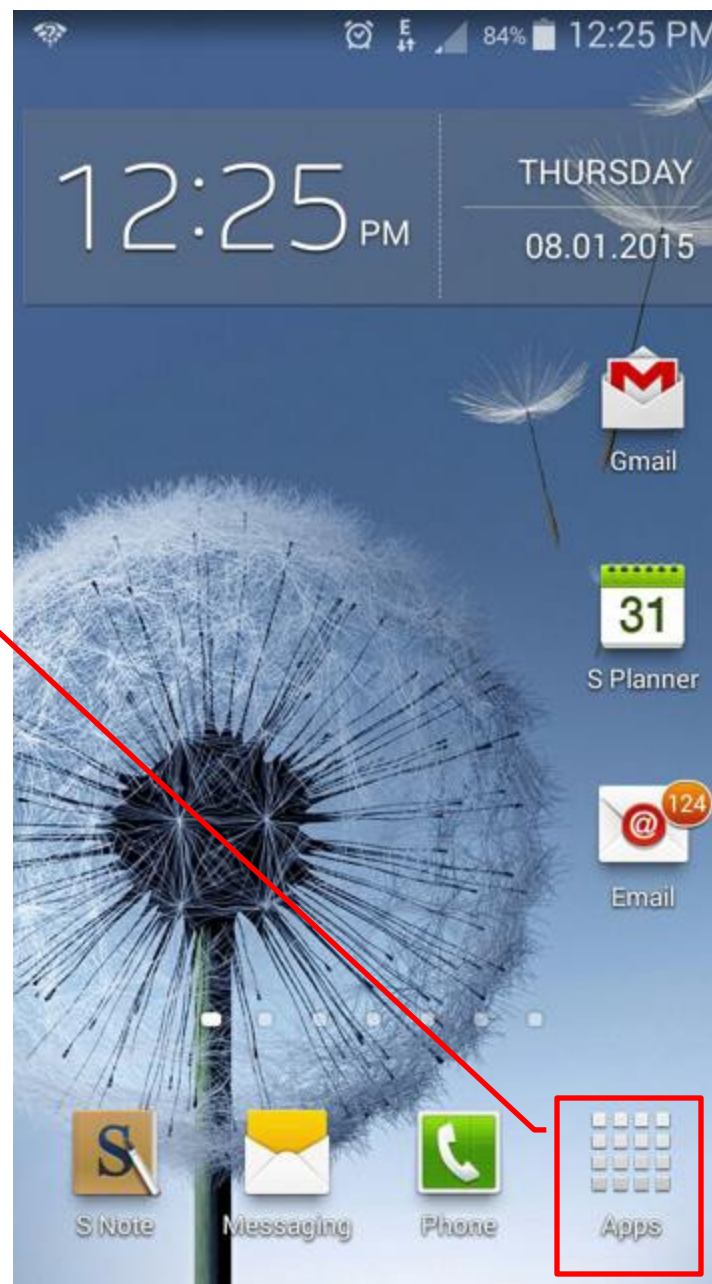 E 84% 12:25 PM
12:25 PM
THURSDAY
08.01.2015
M
Gmail
31
S Planner
@ 124
Email
S
S Note
Messaging
Phone
Apps